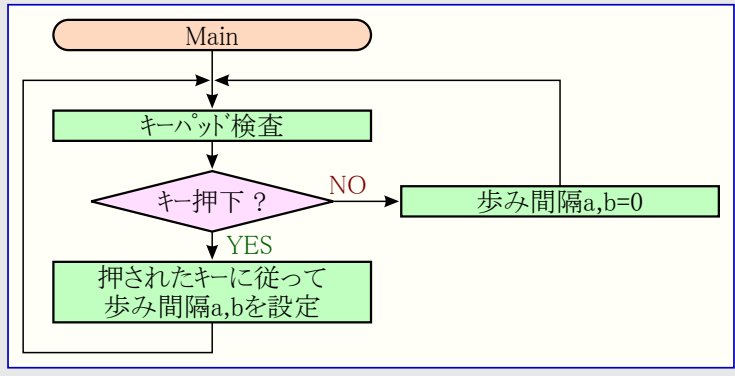 Main
キーパッド検査
キー押下 ?
NO
歩み間隔a,b=0
YES
押されたキーに従って
歩み間隔a,bを設定